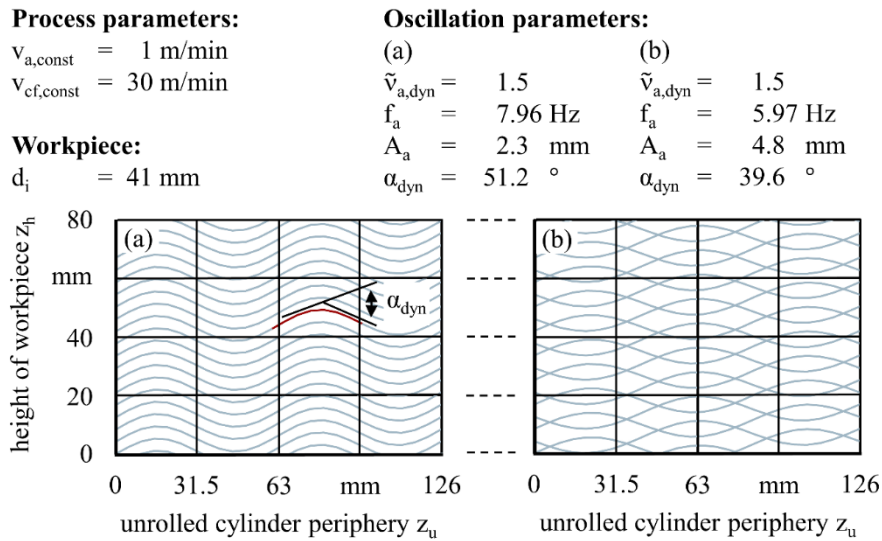 Process parameters:
v_a,const = 1 m/min
v_cf,const = 30 m/min
Workpiece:
d_i = 41 mm
Oscillation parameters:
(a) (b)
ṽ_a,dyn = 1.5 ṽ_a,dyn = 1.5
f_a = 7.96 Hz f_a = 5.97 Hz
A_a = 2.3 mm A_a = 4.8 mm
α_dyn = 51.2 ° α_dyn = 39.6 °
height of workpiece z_h
80
mm
40
20
0
(a)
α_dyn
0 31.5 63 mm 126
unrolled cylinder periphery z_u
(b)
0 31.5 63 mm 126
unrolled cylinder periphery z_u